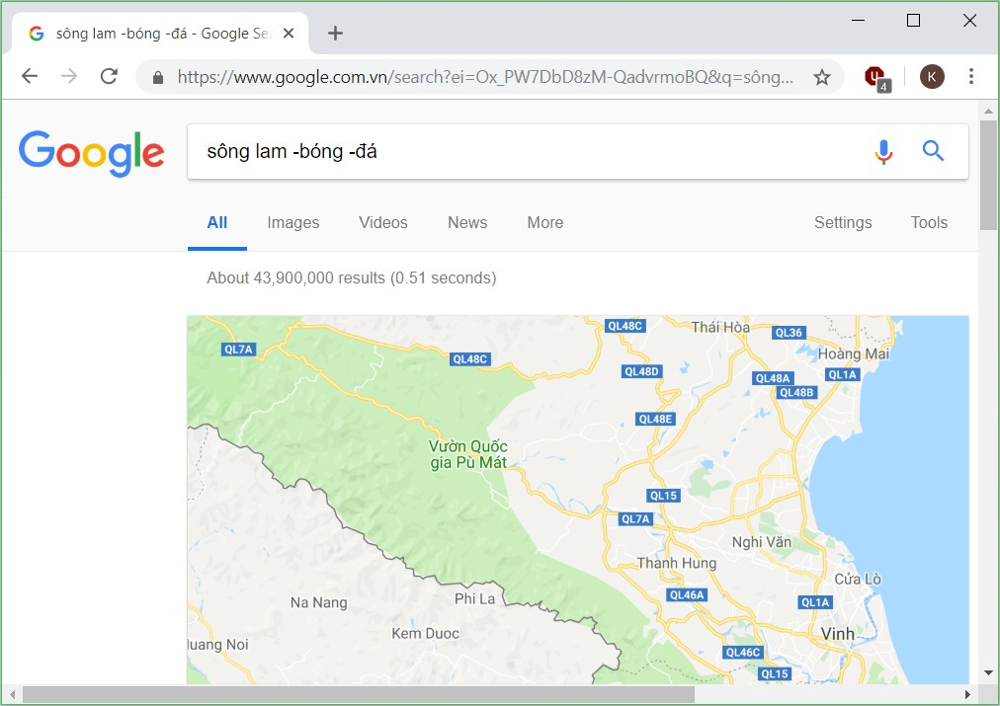 sông lam -bóng -đá - Google Sea
https://www.google.com.vn/search?ei=Ox_PW7DbD8zM-QadvrmoBQ&q=sông...
4
K
Google
sông lam -bóng -đá
All Images Videos News More Settings Tools
About 43,900,000 results (0.51 seconds)
QL48C
Thái Hòa
QL36
QL7A
QL48C
Hoàng Mai
QL48D
QL48A
QL1A
QL48B
QL48E
Vườn Quốc
gia Pù Mát
QL15
QL7A
Nghi Văn
Thanh Hung
Cửa Lò
Na Nang
Phi La
QL46A
QL1A
Kem Duoc
Vinh
Huang Noi
QL46C
QL15